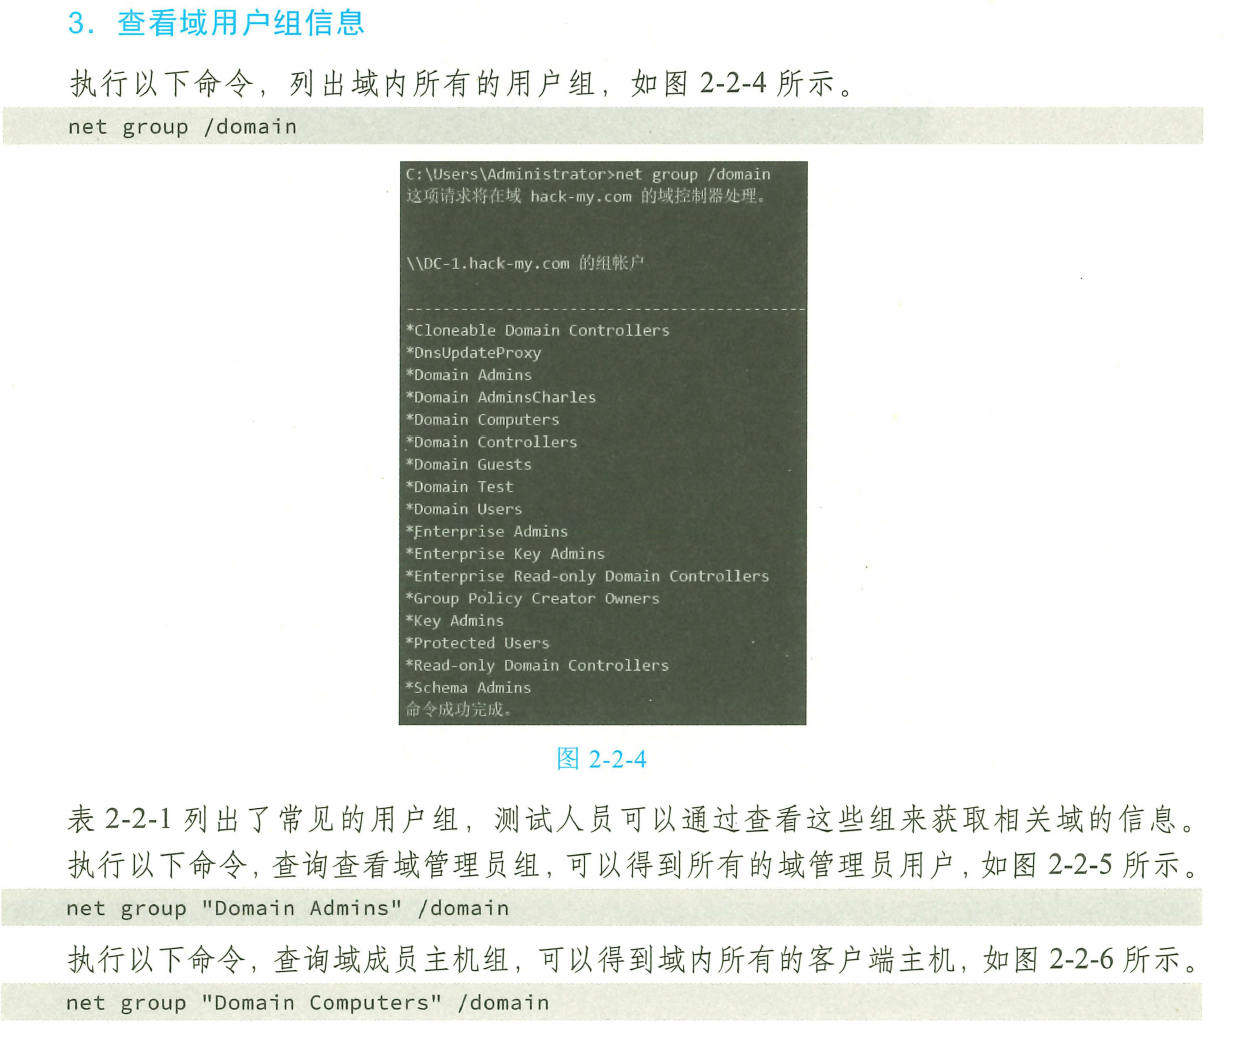 3. 查看域用户组信息
执行以下命令，列出域内所有的用户组，如图 2-2-4 所示。
net group /domain
C:\Users\Administrator>net group /domain
这项请求将在域 hack-my.com 的域控制器处理。
\\DC-1.hack-my.com 的组帐户
--------------------------------------------
*Cloneable Domain Controllers
*DnsUpdateProxy
*Domain Admins
*Domain AdminsCharles
*Domain Computers
*Domain Controllers
*Domain Guests
*Domain Test
*Domain Users
*Enterprise Admins
*Enterprise Key Admins
*Enterprise Read-only Domain Controllers
*Group Policy Creator Owners
*Key Admins
*Protected Users
*Read-only Domain Controllers
*Schema Admins
命令成功完成。
图 2-2-4
表 2-2-1 列出了常见的用户组，测试人员可以通过查看这些组来获取相关域的信息。
执行以下命令，查询查看域管理员组，可以得到所有的域管理员用户，如图 2-2-5 所示。
net group "Domain Admins" /domain
执行以下命令，查询域成员主机组，可以得到域内所有的客户端主机，如图 2-2-6 所示。
net group "Domain Computers" /domain